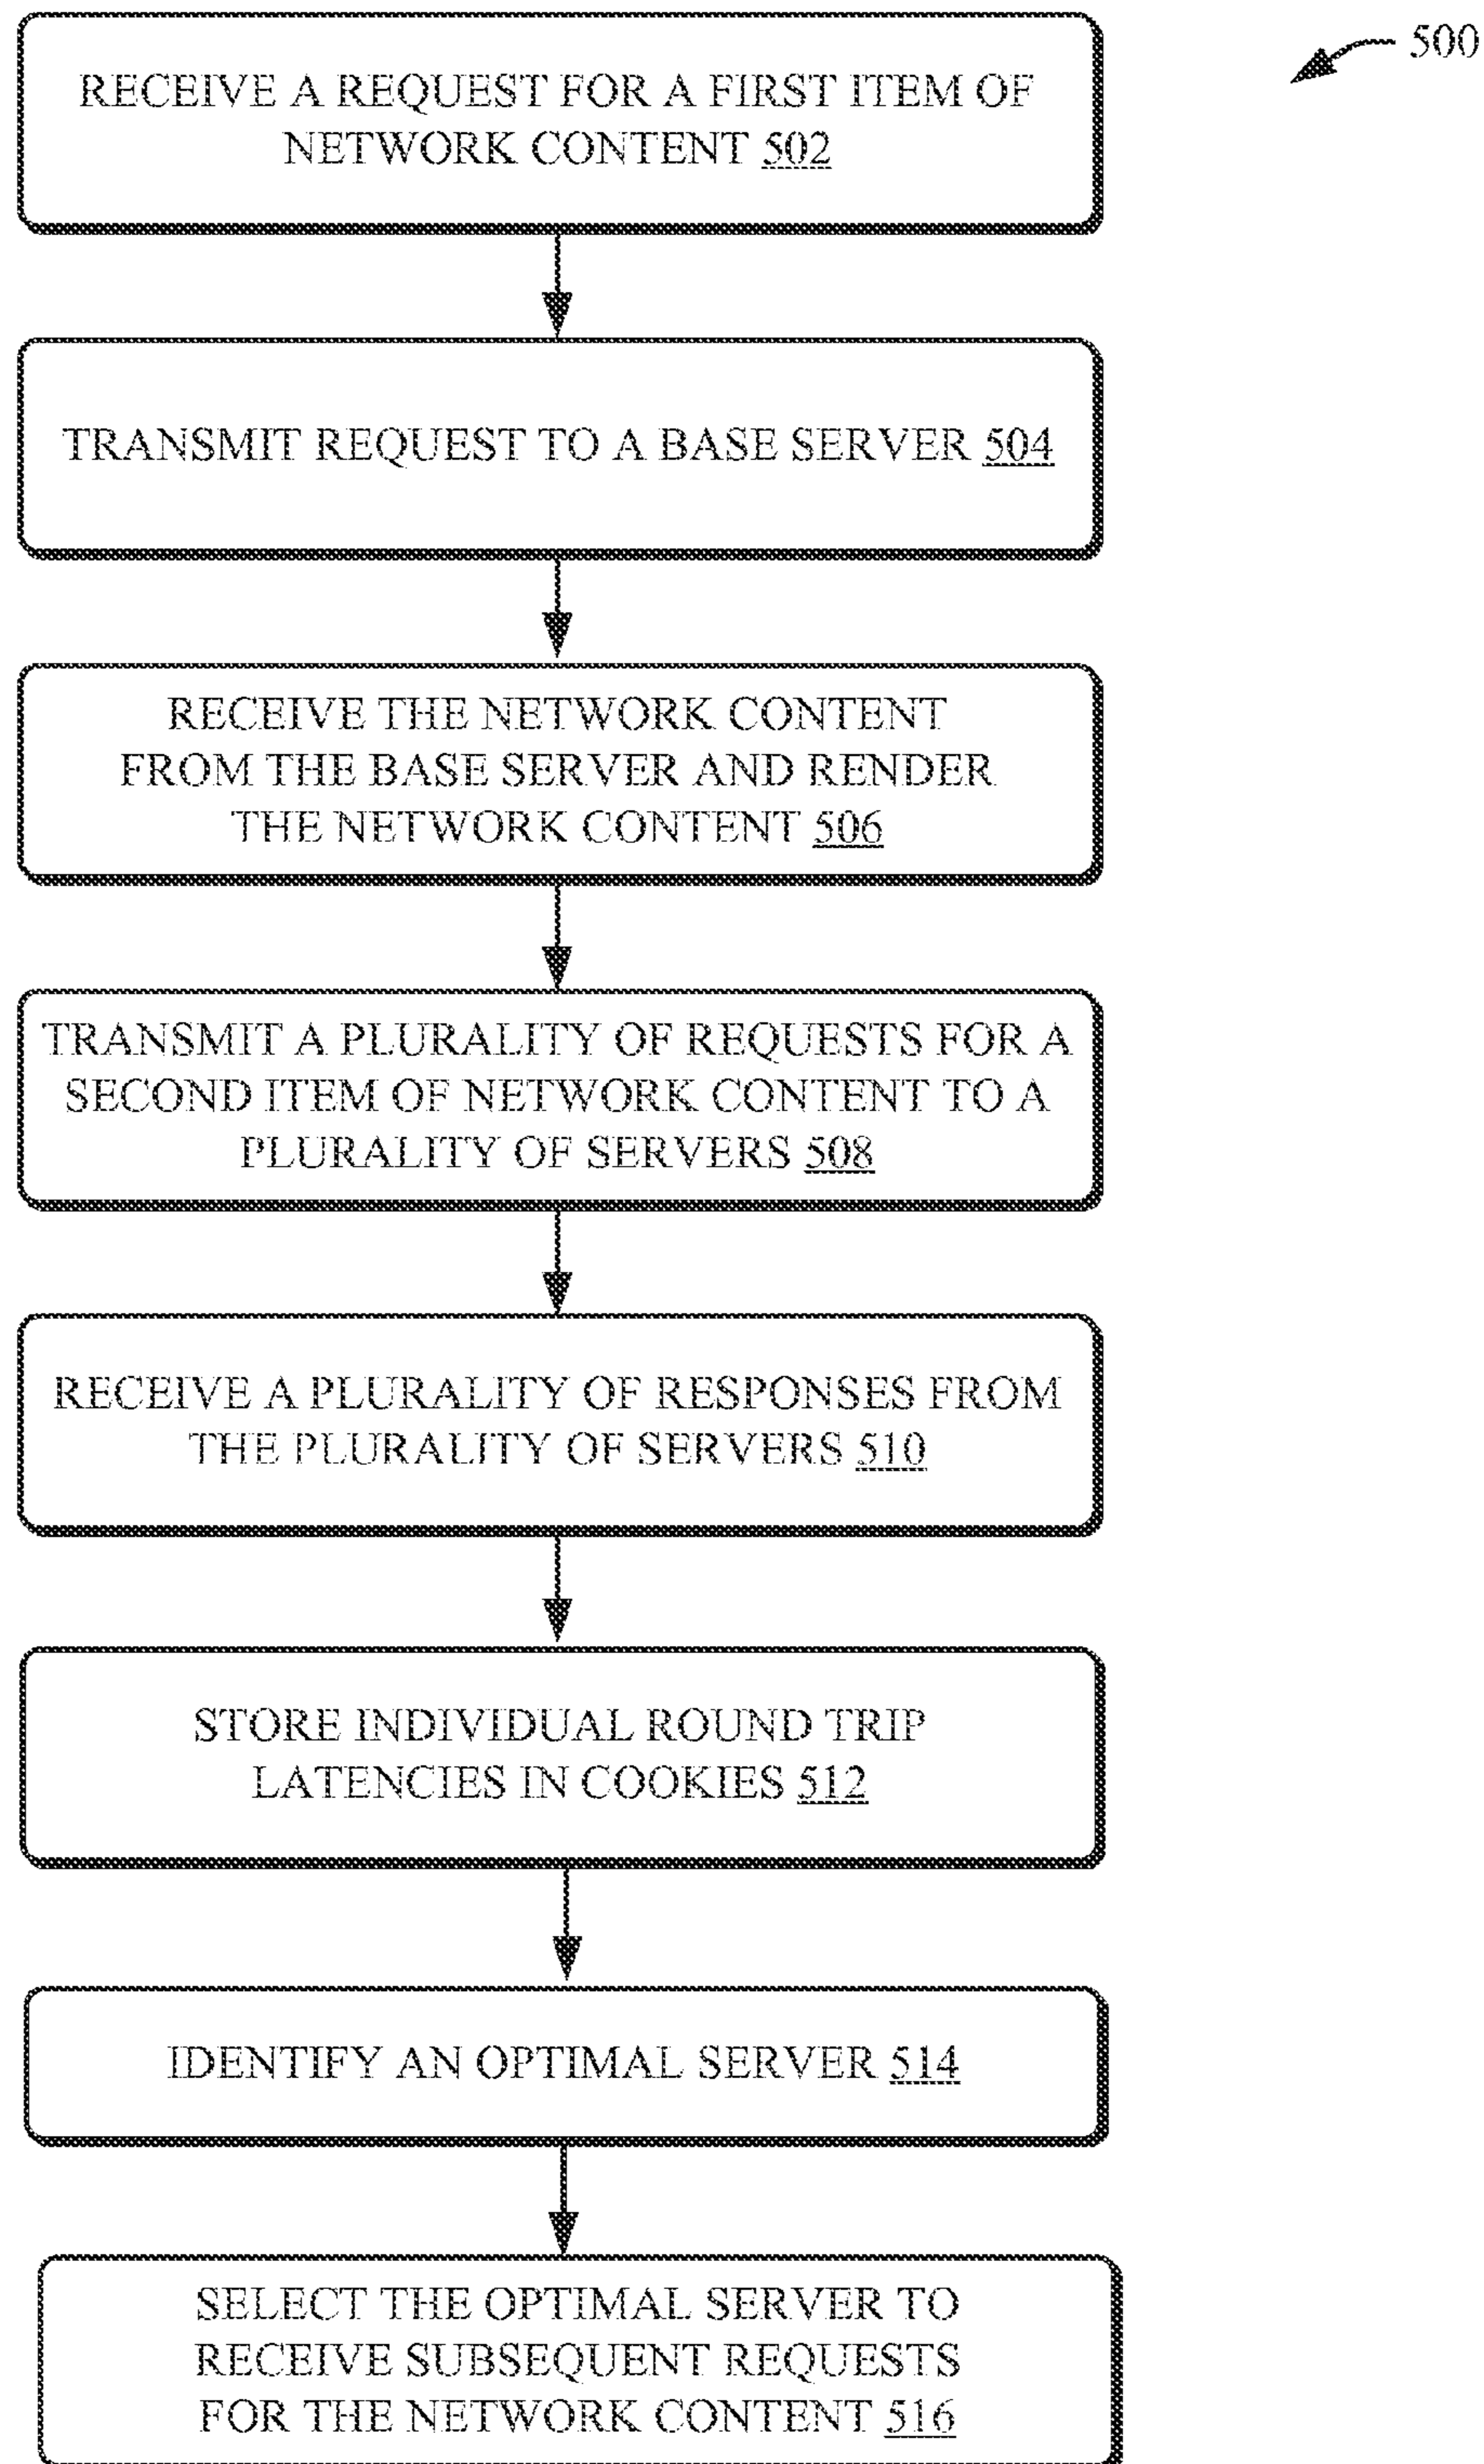 500
RECEIVE A REQUEST FOR A FIRST ITEM OF
NETWORK CONTENT 502
TRANSMIT REQUEST TO A BASE SERVER 504
RECEIVE THE NETWORK CONTENT
FROM THE BASE SERVER AND RENDER
THE NETWORK CONTENT 506
TRANSMIT A PLURALITY OF REQUESTS FOR A
SECOND ITEM OF NETWORK CONTENT TO A
PLURALITY OF SERVERS 508
RECEIVE A PLURALITY OF RESPONSES FROM
THE PLURALITY OF SERVERS 510
STORE INDIVIDUAL ROUND TRIP
LATENCIES IN COOKIES 512
IDENTIFY AN OPTIMAL SERVER 514
SELECT THE OPTIMAL SERVER TO
RECEIVE SUBSEQUENT REQUESTS
FOR THE NETWORK CONTENT 516